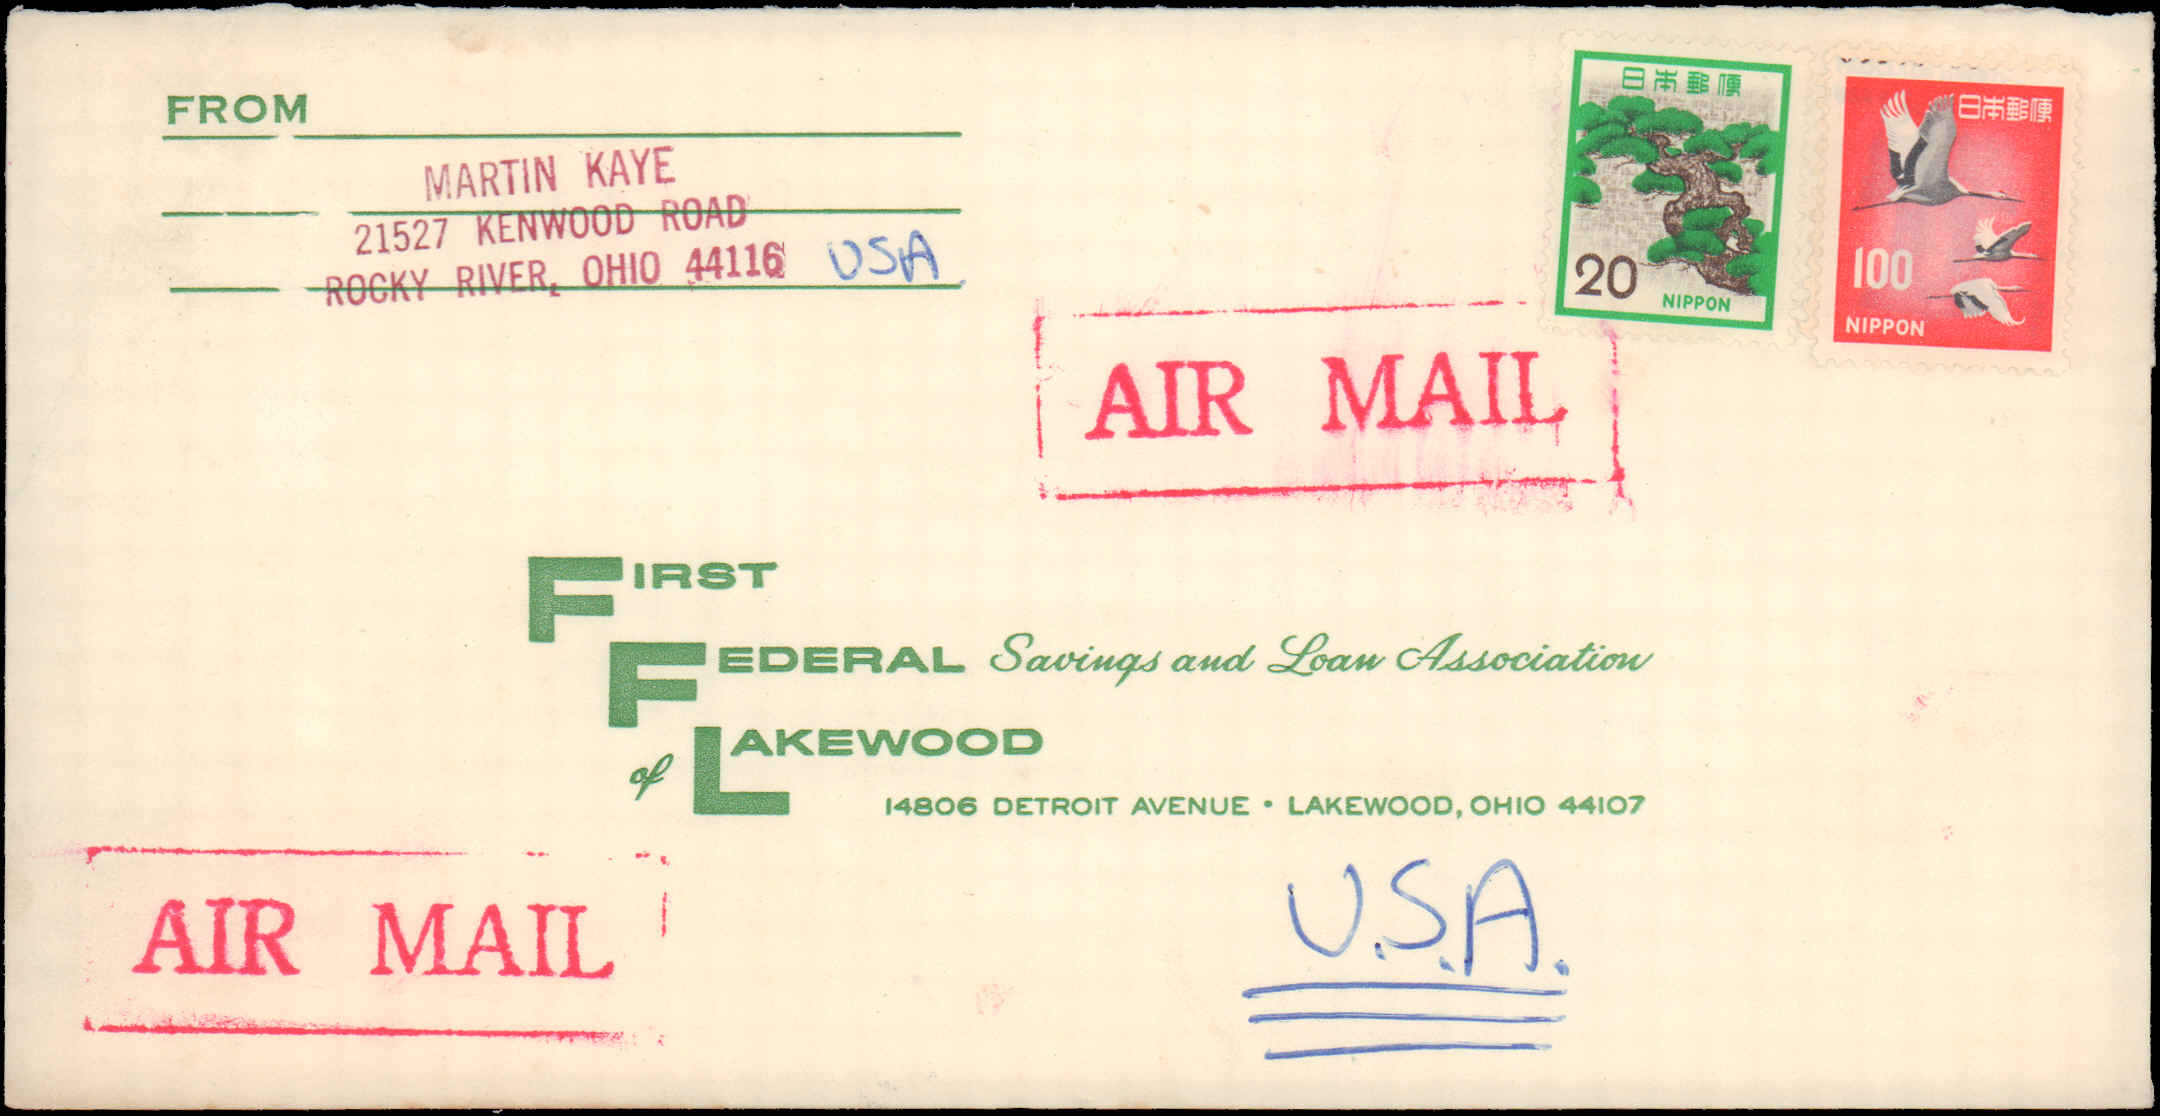 FROM
MARTIN KAYE
21527 KENWOOD ROAD
ROCKY RIVER, OHIO 44116 USA
日本郵便
20
NIPPON
日本郵便
100
NIPPON
AIR MAIL
FIRST
FEDERAL Savings and Loan Association
of LAKEWOOD
14806 DETROIT AVENUE • LAKEWOOD, OHIO 44107
AIR MAIL
U.S.A.